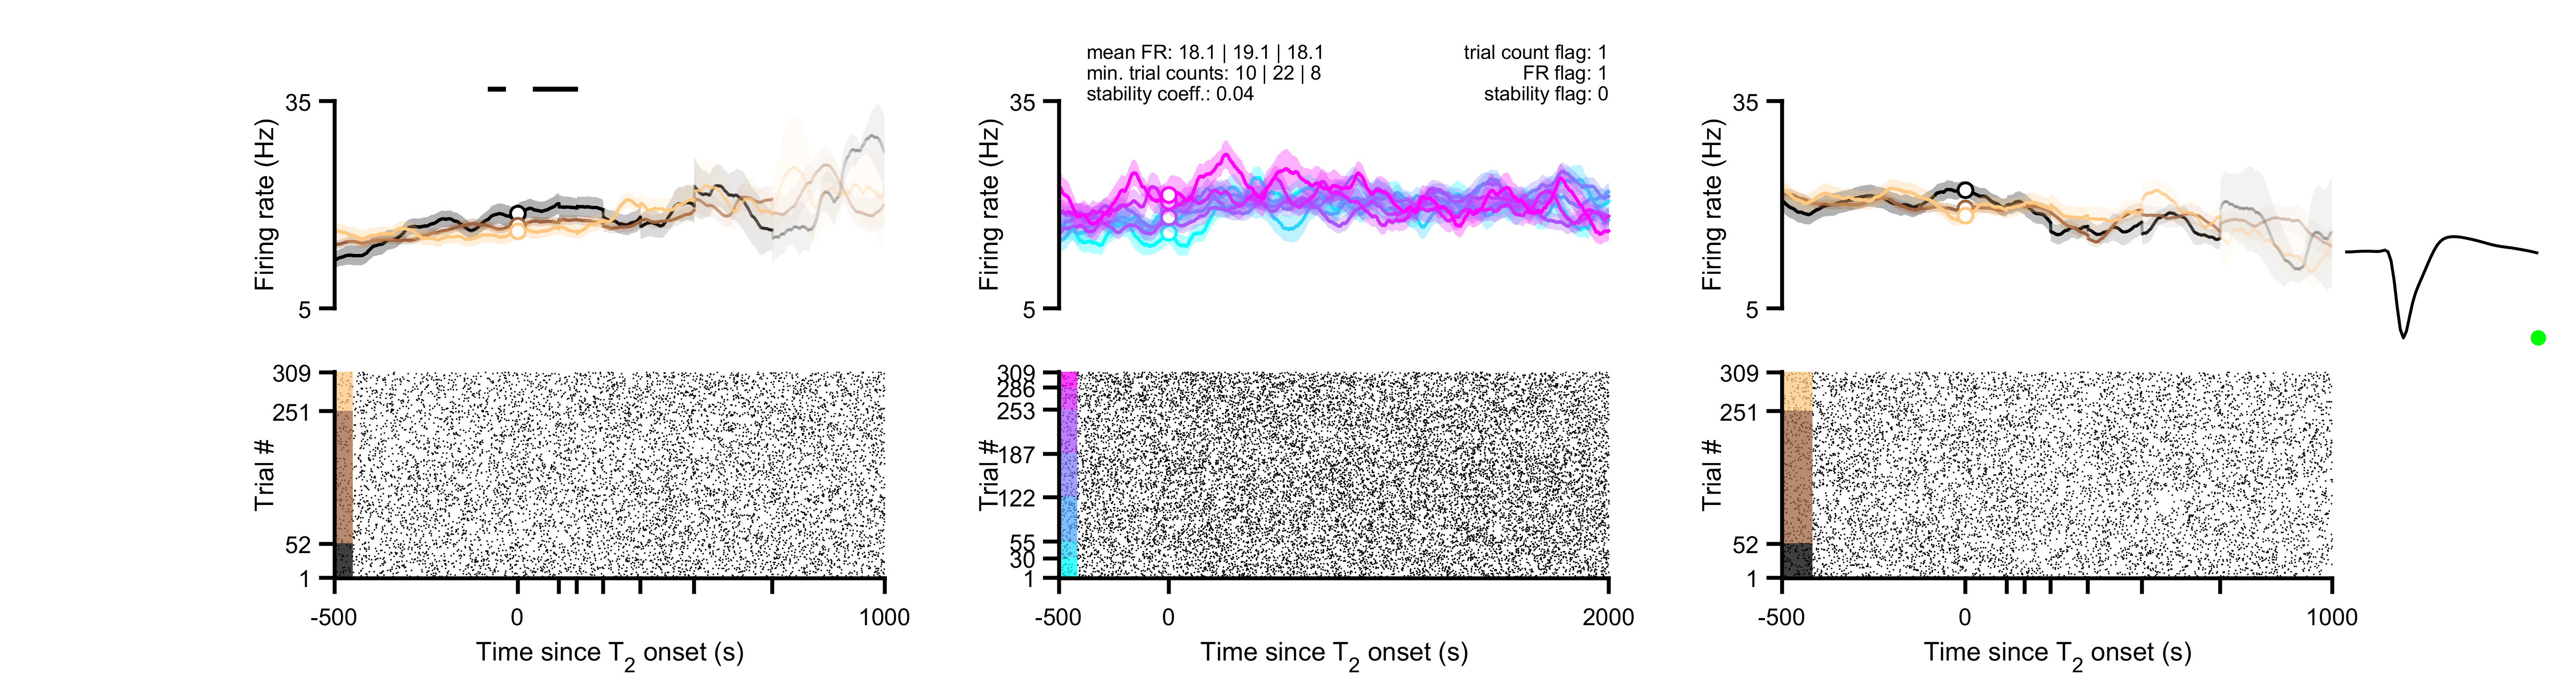 mean FR: 18.1 | 19.1 | 18.1
min. trial counts: 10 | 22 | 8
stability coeff.: 0.04
trial count flag: 1
FR flag: 1
stability flag: 0
35
Firing rate (Hz)
5
309
251
Trial #
52
1
-500
0
1000
Time since T2 onset (s)
35
Firing rate (Hz)
5
309
286
253
187
Trial #
122
55
30
1
-500
0
2000
Time since T2 onset (s)
35
Firing rate (Hz)
5
309
251
Trial #
52
1
-500
0
1000
Time since T2 onset (s)